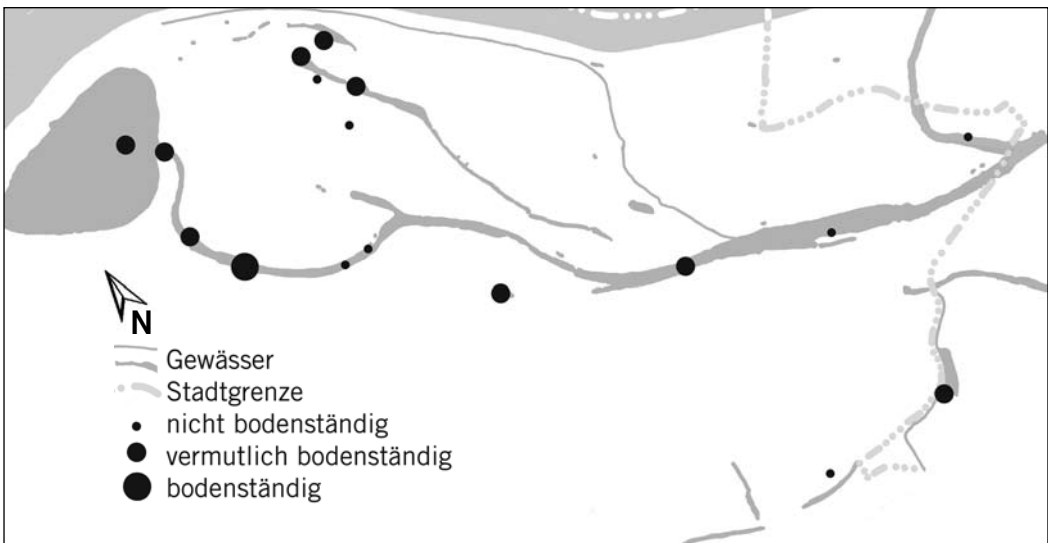 N
Gewässer
Stadtgrenze
nicht bodenständig
vermutlich bodenständig
bodenständig